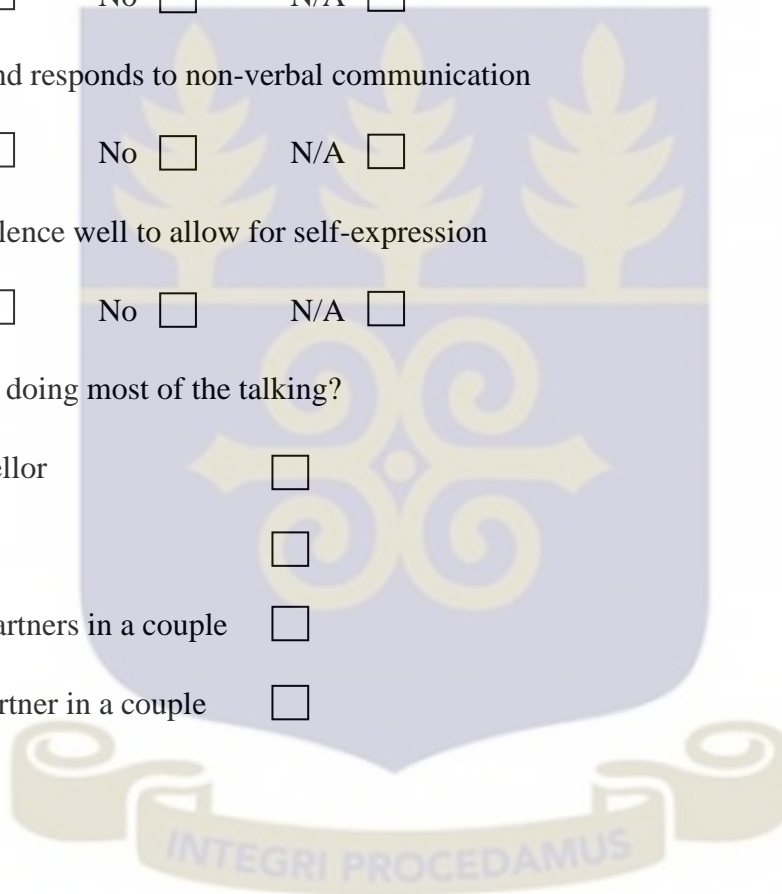 No N/A
nd responds to non-verbal communication
No N/A
lence well to allow for self-expression
No N/A
doing most of the talking?
ellor
artners in a couple
rtner in a couple
INTEGRI PROCEDAMUS